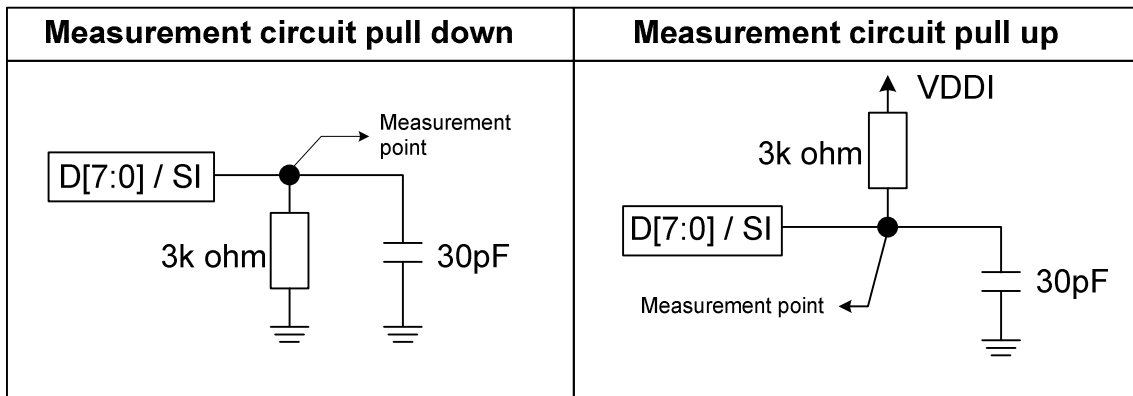 Measurement circuit pull down
Measurement
point
D[7:0] / SI
3k ohm
30pF
Measurement circuit pull up
VDDI
3k ohm
D[7:0] / SI
Measurement point
30pF